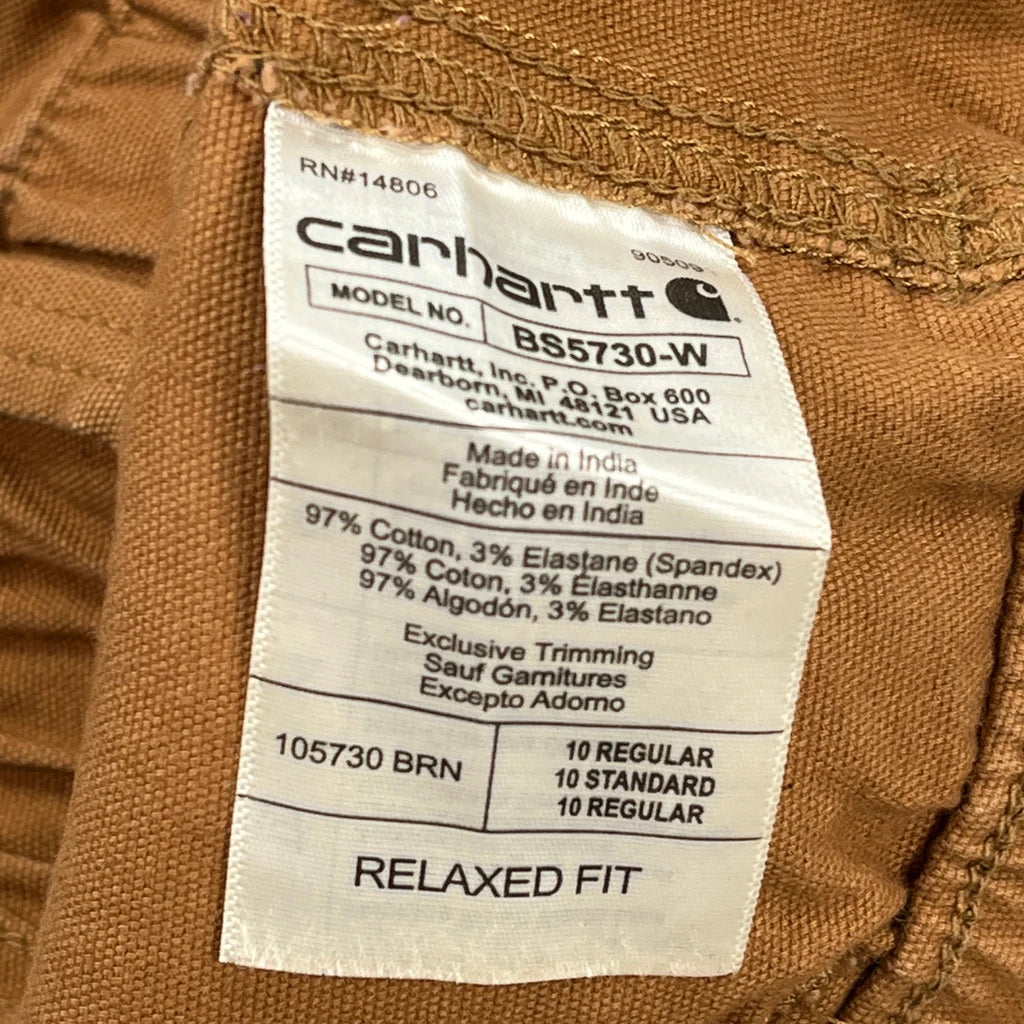 RN#14806
carhartt
MODEL NO. BS5730-W
Carhartt, Inc. P.O. Box 600
Dearborn, MI 48121 USA
carhartt.com
Made in India
Fabriqué en Inde
Hecho en India
97% Cotton, 3% Elastane (Spandex)
97% Coton, 3% Élasthanne
97% Algodón, 3% Elastano
Exclusive Trimming
Sauf Garnitures
Excepto Adorno
105730 BRN
10 REGULAR
10 STANDARD
10 REGULAR
RELAXED FIT